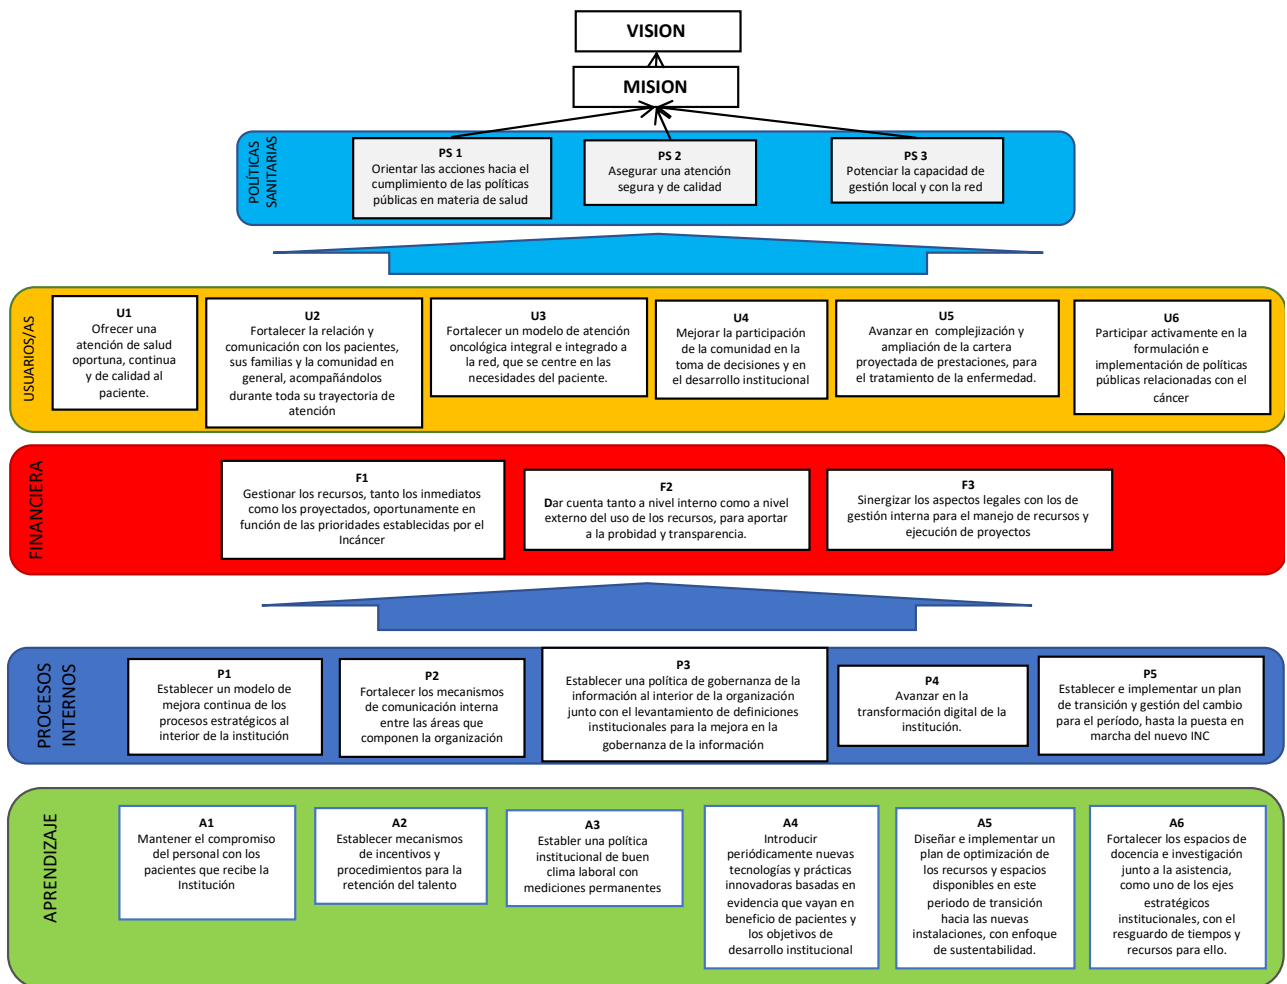 VISION
MISION
POLÍTICAS
SANITARIAS
PS 1
Orientar las acciones hacia el
cumplimiento de las políticas
públicas en materia de salud
PS 2
Asegurar una atención
segura y de calidad
PS 3
Potenciar la capacidad de
gestión local y con la red
USUARIOS/AS
U1
Ofrecer una
atención de salud
oportuna, continua
y de calidad al
paciente.
U2
Fortalecer la relación y
comunicación con los pacientes,
sus familias y la comunidad en
general, acompañándolos
durante toda su trayectoria de
atención
U3
Fortalecer un modelo de atención
oncológica integral e integrado a
la red, que se centre en las
necesidades del paciente.
U4
Mejorar la participación
de la comunidad en la
toma de decisiones y en
el desarrollo institucional
U5
Avanzar en complejización y
ampliación de la cartera
proyectada de prestaciones, para
el tratamiento de la enfermedad.
U6
Participar activamente en la
formulación e
implementación de políticas
públicas relacionadas con el
cáncer
FINANCIERA
F1
Gestionar los recursos, tanto los inmediatos
como los proyectados, oportunamente en
función de las prioridades establecidas por el
Incáncer
F2
Dar cuenta tanto a nivel interno como a nivel
externo del uso de los recursos, para aportar
a la probidad y transparencia.
F3
Sinergizar los aspectos legales con los de
gestión interna para el manejo de recursos y
ejecución de proyectos
PROCESOS
INTERNOS
P1
Establecer un modelo de
mejora continua de los
procesos estratégicos al
interior de la institución
P2
Fortalecer los mecanismos
de comunicación interna
entre las áreas que
componen la organización
P3
Establecer una política de gobernanza de la
información al interior de la organización
junto con el levantamiento de definiciones
institucionales para la mejora en la
gobernanza de la información
P4
Avanzar en la
transformación digital de la
institución.
P5
Establecer e implementar un plan
de transición y gestión del cambio
para el período, hasta la puesta en
marcha del nuevo INC
APRENDIZAJE
A1
Mantener el compromiso
del personal con los
pacientes que recibe la
Institución
A2
Establecer mecanismos
de incentivos y
procedimientos para la
retención del talento
A3
Establer una política
institucional de buen
clima laboral con
mediciones permanentes
A4
Introducir
periódicamente nuevas
tecnologías y prácticas
innovadoras basadas en
evidencia que vayan en
beneficio de pacientes y
los objetivos de
desarrollo institucional
A5
Diseñar e implementar un
plan de optimización de
los recursos y espacios
disponibles en este
periodo de transición
hacia las nuevas
instalaciones, con enfoque
de sustentabilidad.
A6
Fortalecer los espacios de
docencia e investigación
junto a la asistencia,
como uno de los ejes
estratégicos
institucionales, con el
resguardo de tiempos y
recursos para ello.